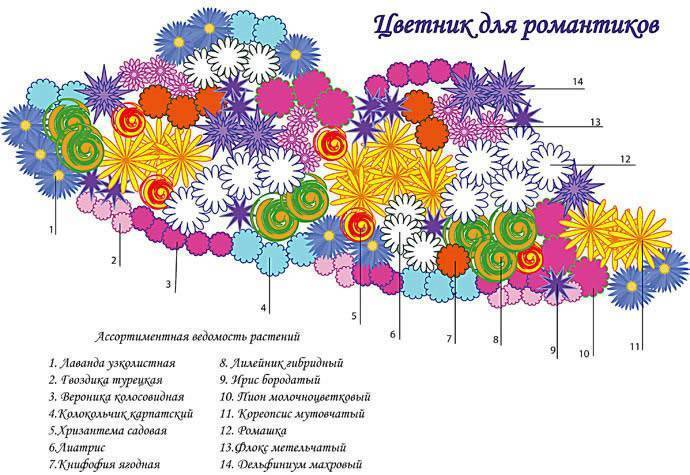 Цветник для романтиков
14
13
12
1
2
3
4
5
6
7
8
9
10
11
Ассортиментная ведомость растений
1. Лаванда узколистная
2. Гвоздика турецкая
3. Вероника колосовидная
4.Колокольчик карпатский
5.Хризантема садовая
6.Лиатрис
7.Книфофия ягодная
8. Лилейник гибридный
9. Ирис бородатый
10. Пион молочноцветковый
11. Кореопсис мутовчатый
12. Ромашка
13.Флокс метельчатый
14. Дельфиниум махровый